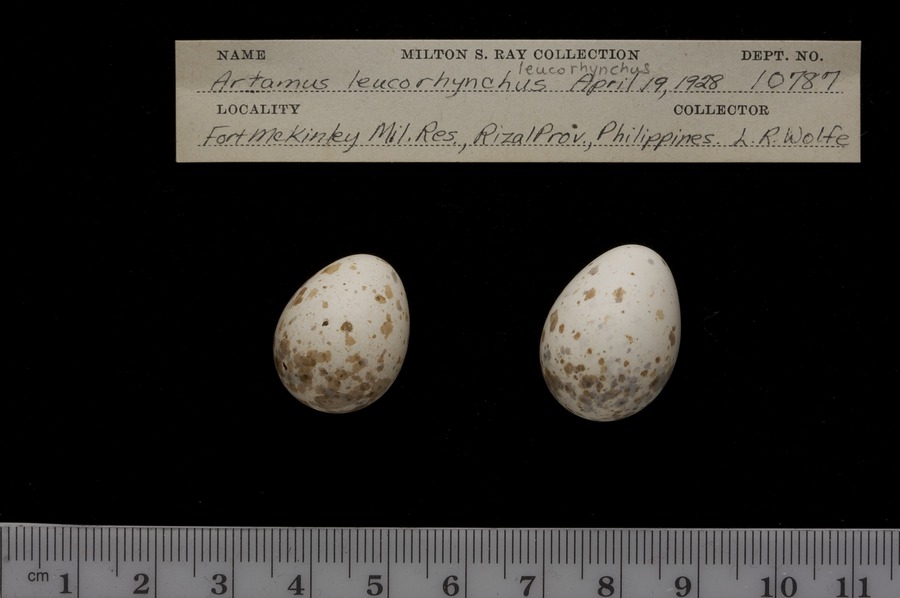 NAME MILTON S. RAY COLLECTION DEPT. NO.
leucorhynchus
Artamus leucorhynchus April 19, 1928 10787
LOCALITY COLLECTOR
Fort McKinley Mil. Res., Rizal Prov., Philippines. L. R. Wolfe
cm 1 2 3 4 5 6 7 8 9 10 11